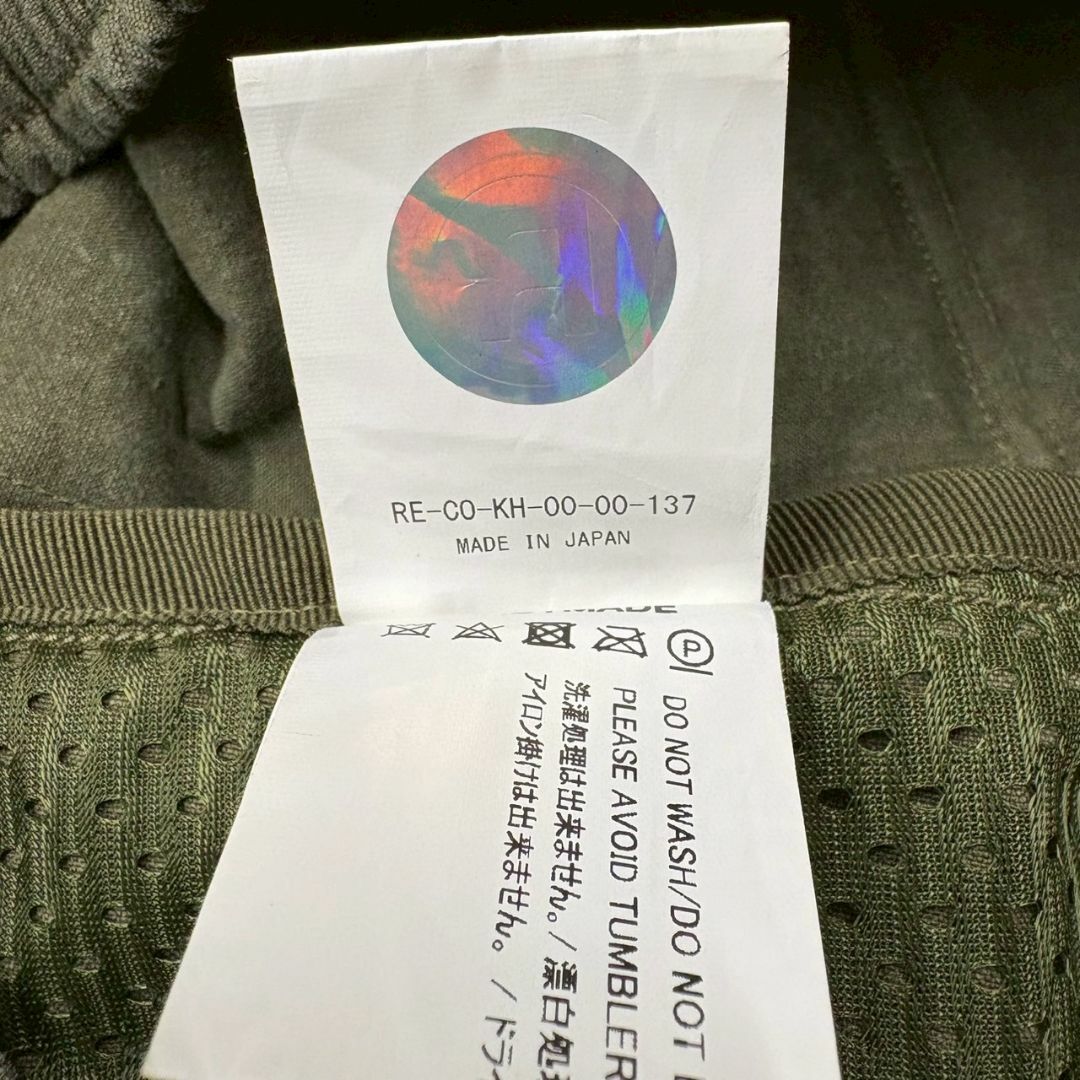 RE-CO-KH-00-00-137
MADE IN JAPAN
P
DO NOT WASH/DO NOT
PLEASE AVOID TUMBLER
洗濯処理は出来ません。/ 漂白処
アイロン掛けは出来ません。 / ドラ